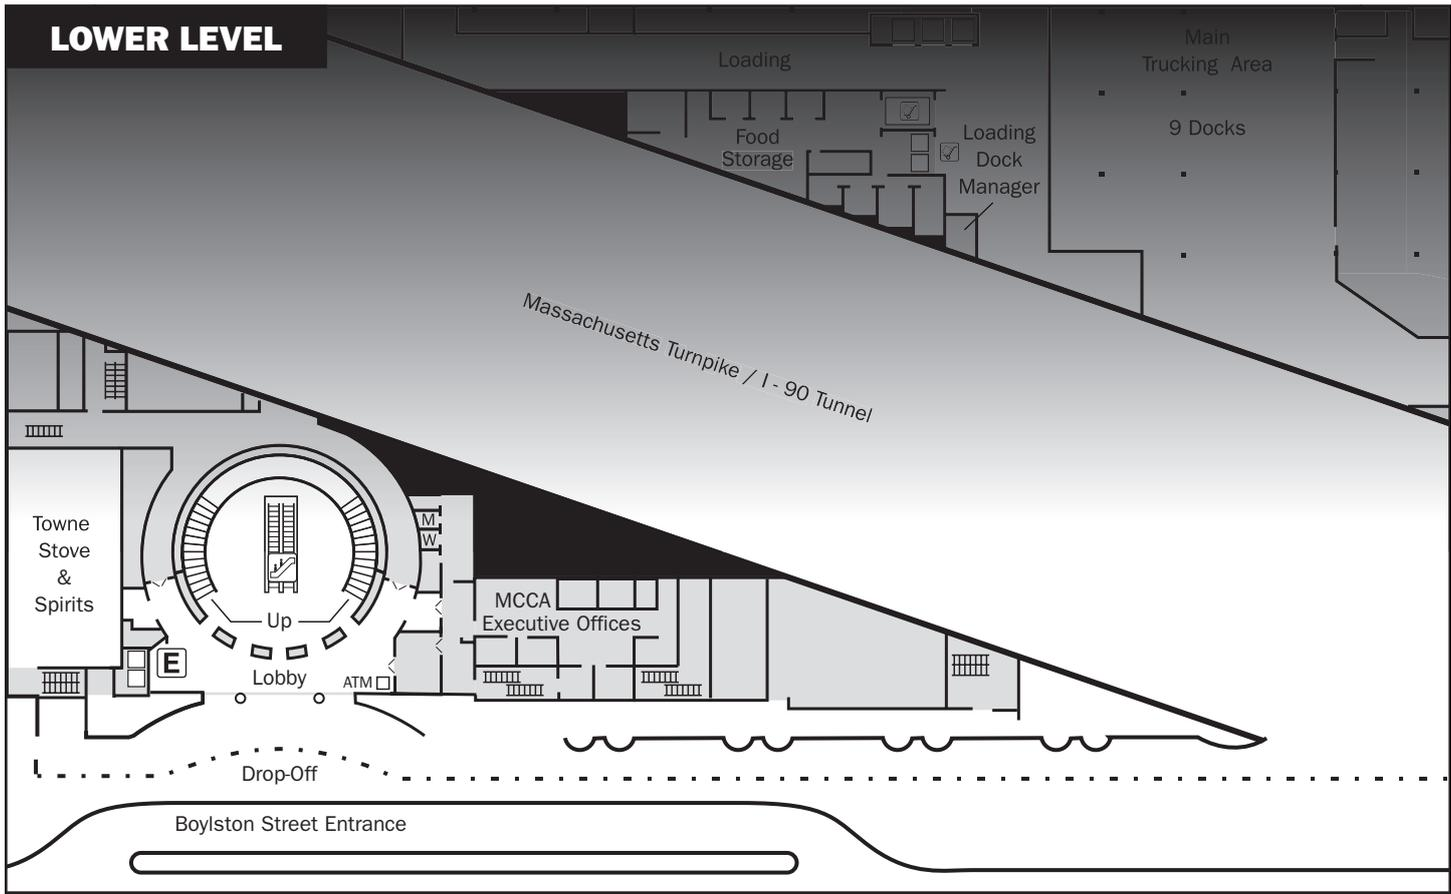 LOWER LEVEL
Loading
Main
Trucking Area
9 Docks
Food
Storage
Loading
Dock
Manager
Massachusetts Turnpike / I - 90 Tunnel
M
W
Towne
Stove
&
Spirits
Up
MCCA
Executive Offices
E
Lobby
ATM
Drop-Off
Boylston Street Entrance